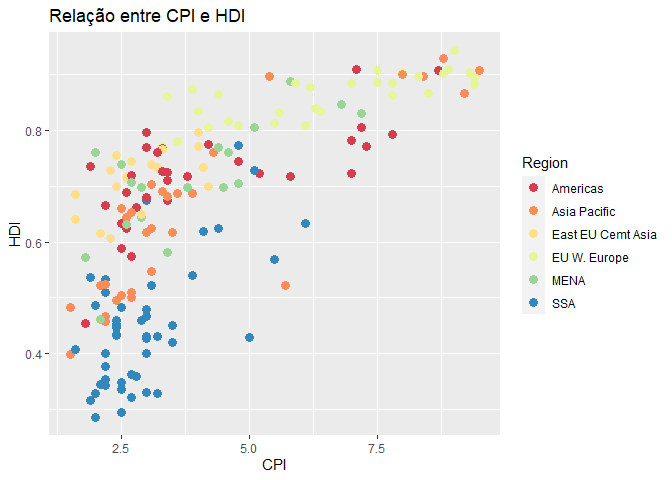 Relação entre CPI e HDI
HDI
0.8
0.6
0.4
2.5
5.0
7.5
CPI
Region
Americas
Asia Pacific
East EU Cemt Asia
EU W. Europe
MENA
SSA